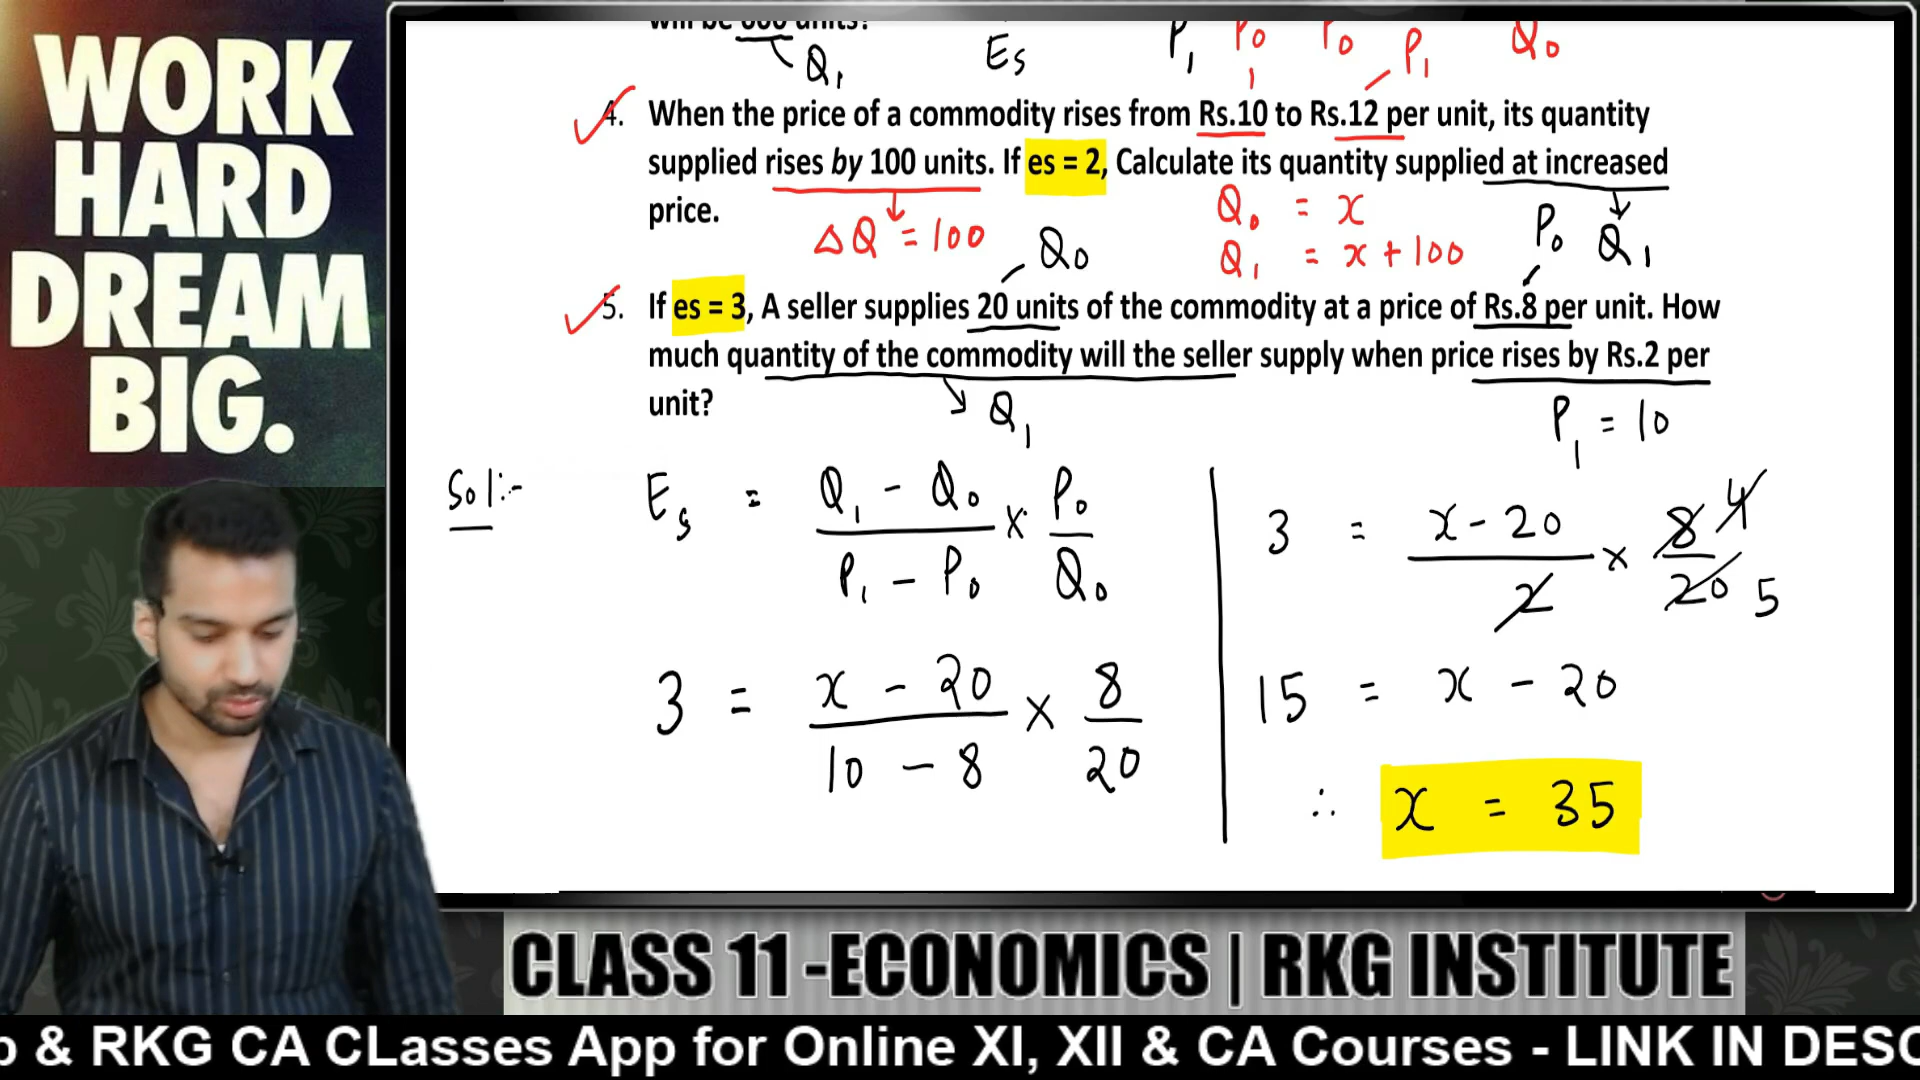 WORK
HARD
DREAM
BIG.
will be 600 units?
Q₁
Es
P₁ P₀ P₀ P₁ Q₀
4. When the price of a commodity rises from Rs.10 to Rs.12 per unit, its quantity
supplied rises by 100 units. If es = 2, Calculate its quantity supplied at increased
price.
ΔQ = 100
Q₀ = x
Q₁ = x + 100
Q₁
Q₀
P₀
5. If es = 3, A seller supplies 20 units of the commodity at a price of Rs.8 per unit. How
much quantity of the commodity will the seller supply when price rises by Rs.2 per
unit?
Q₁
P₁ = 10
Sol:-
Es = Q₁ - Q₀ / P₁ - P₀ × P₀ / Q₀
3 = x - 20 / 10 - 8 × 8 / 20
3 = x - 20 / 2 × 8 4 / 20 5
15 = x - 20
∴ x = 35
CLASS 11 -ECONOMICS | RKG INSTITUTE
& RKG CA CLasses App for Online XI, XII & CA Courses - LINK IN DESC